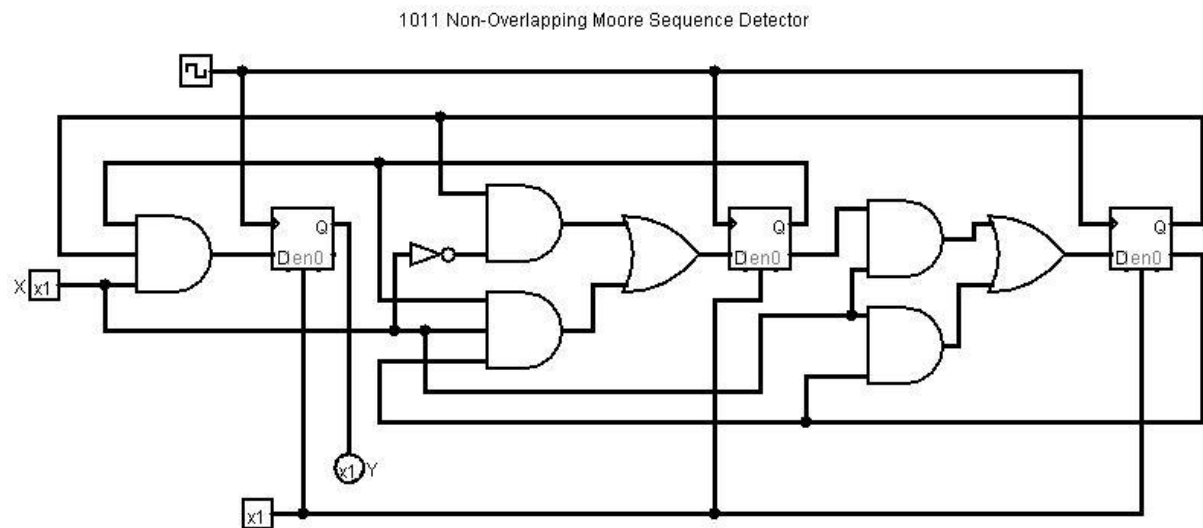 1011 Non-Overlapping Moore Sequence Detector
Q
D en0
Q
D en0
Q
D en0
X x1
x1 Y
x1